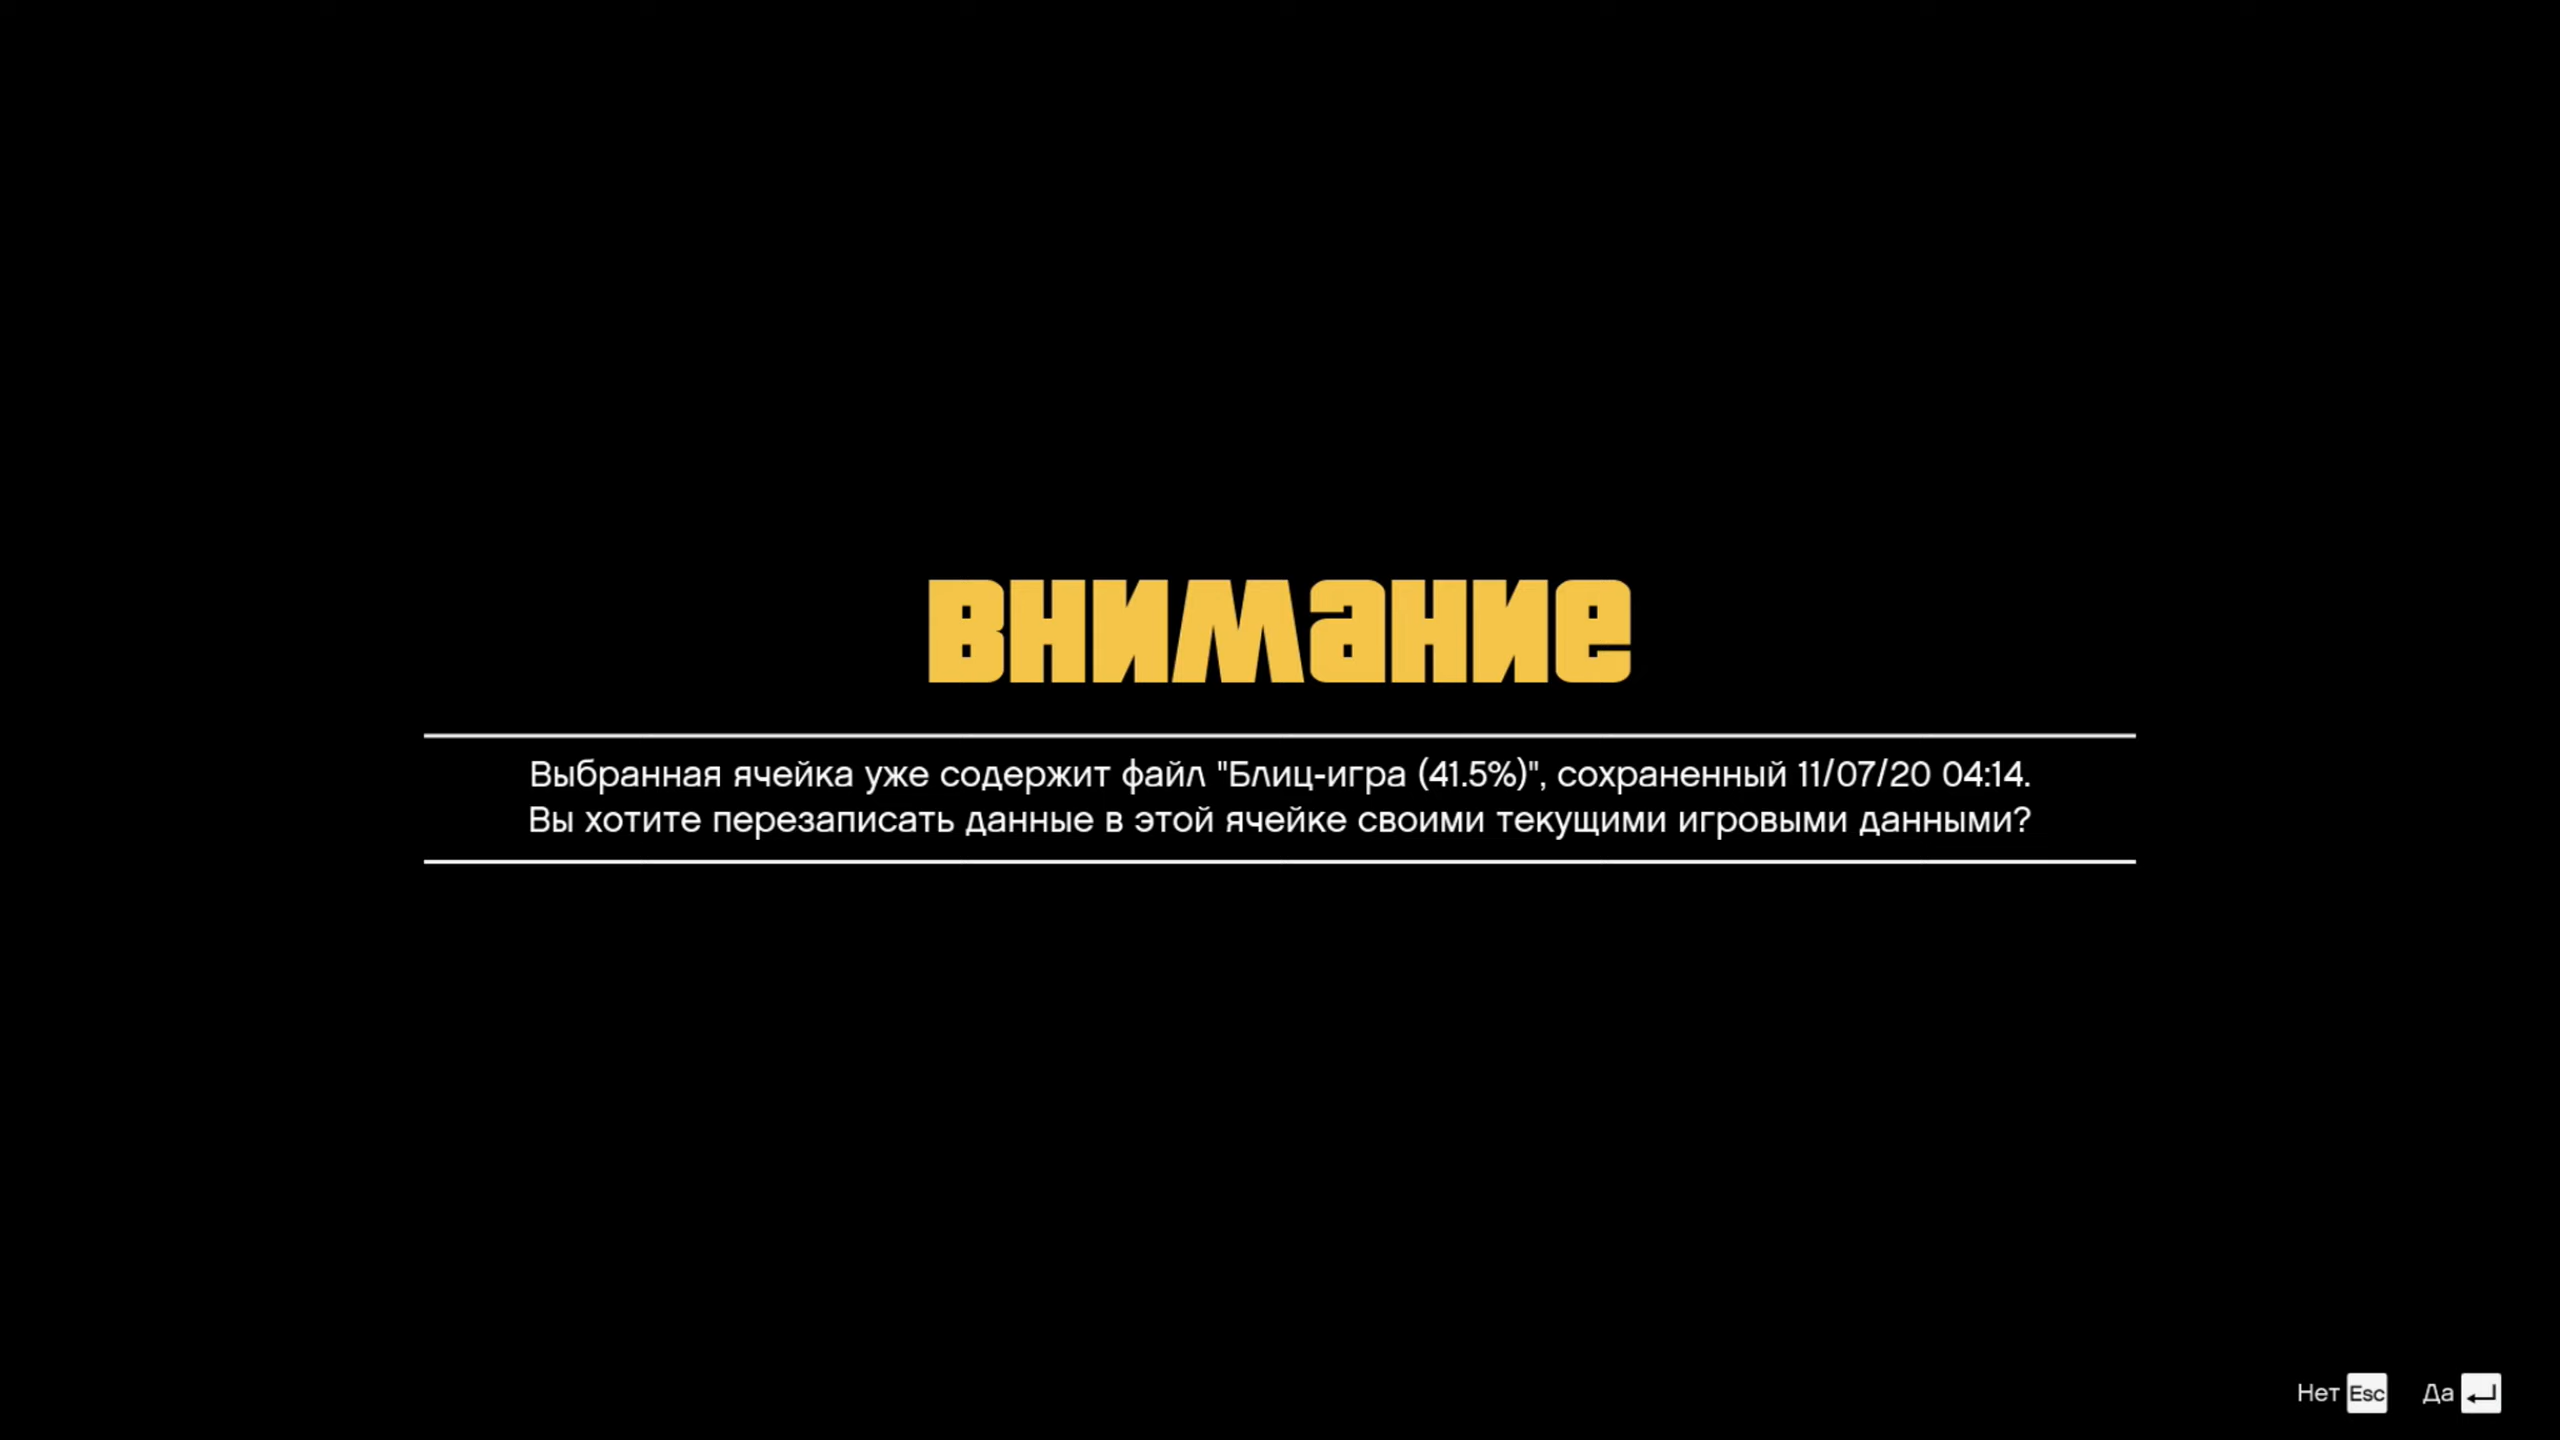 внимание
Выбранная ячейка уже содержит файл "Блиц-игра (41.5%)", сохраненный 11/07/20 04:14.
Вы хотите перезаписать данные в этой ячейке своими текущими игровыми данными?
Нет Esc Да